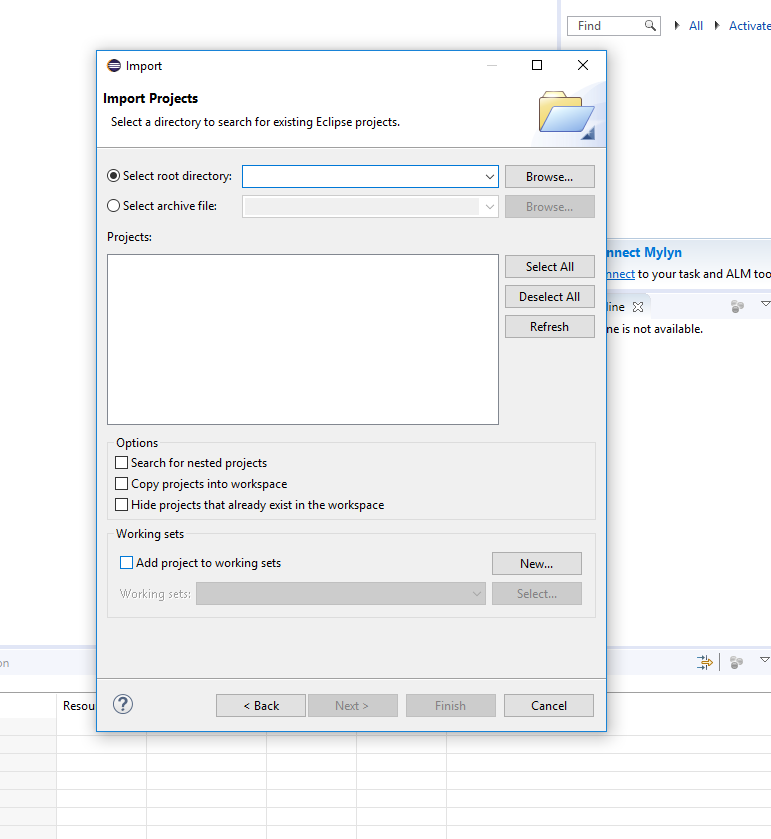 Find
All
Activate
Import
Import Projects
Select a directory to search for existing Eclipse projects.
Select root directory:
Browse...
Select archive file:
Browse...
Projects:
Select All
Deselect All
Refresh
nnect Mylyn
nnect to your task and ALM too
line
ne is not available.
Options
Search for nested projects
Copy projects into workspace
Hide projects that already exist in the workspace
Working sets
Add project to working sets
New...
Working sets:
Select...
on
Resou
?
< Back
Next >
Finish
Cancel